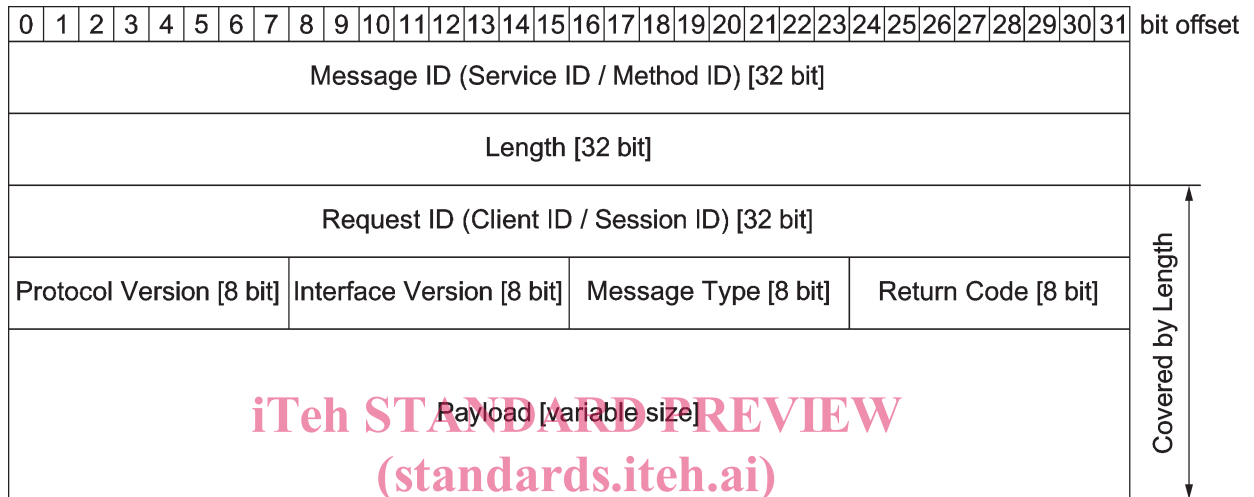 0 1 2 3 4 5 6 7 8 9 10 11 12 13 14 15 16 17 18 19 20 21 22 23 24 25 26 27 28 29 30 31 bit offset
Message ID (Service ID / Method ID) [32 bit]
Length [32 bit]
Request ID (Client ID / Session ID) [32 bit]
Protocol Version [8 bit] Interface Version [8 bit] Message Type [8 bit] Return Code [8 bit]
Covered by Length
Payload [variable size]
iTeh STANDARD PREVIEW
(standards.iteh.ai)